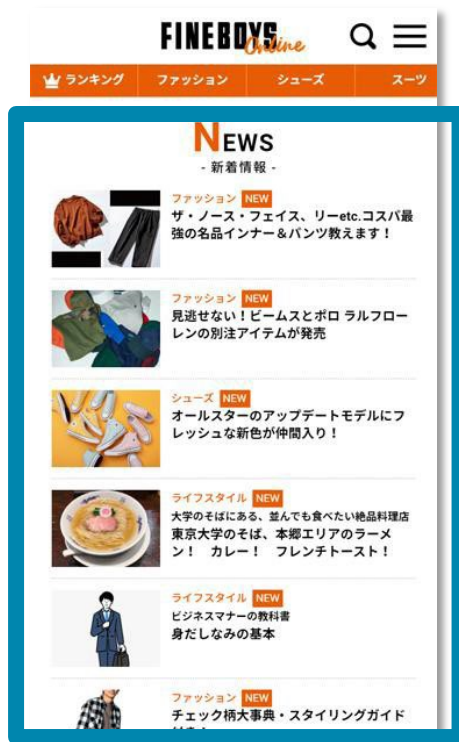 FINEBOYS
Online
ランキング ファッション シューズ スーツ
NEWS
- 新着情報 -
ファッション NEW
ザ・ノース・フェイス、リーetc.コスパ最
強の名品インナー＆パンツ教えます！
ファッション NEW
見逃せない！ビームスとポロ ラルフロー
レンの別注アイテムが発売
シューズ NEW
オールスターのアップデートモデルにフ
レッシュな新色が仲間入り！
ライフスタイル NEW
大学のそばにある、並んでも食べたい絶品料理店
東京大学のそば、本郷エリアのラーメ
ン！　カレー！　フレンチトースト！
ライフスタイル NEW
ビジネスマナーの教科書
身だしなみの基本
ファッション NEW
チェック柄大事典・スタイリングガイド